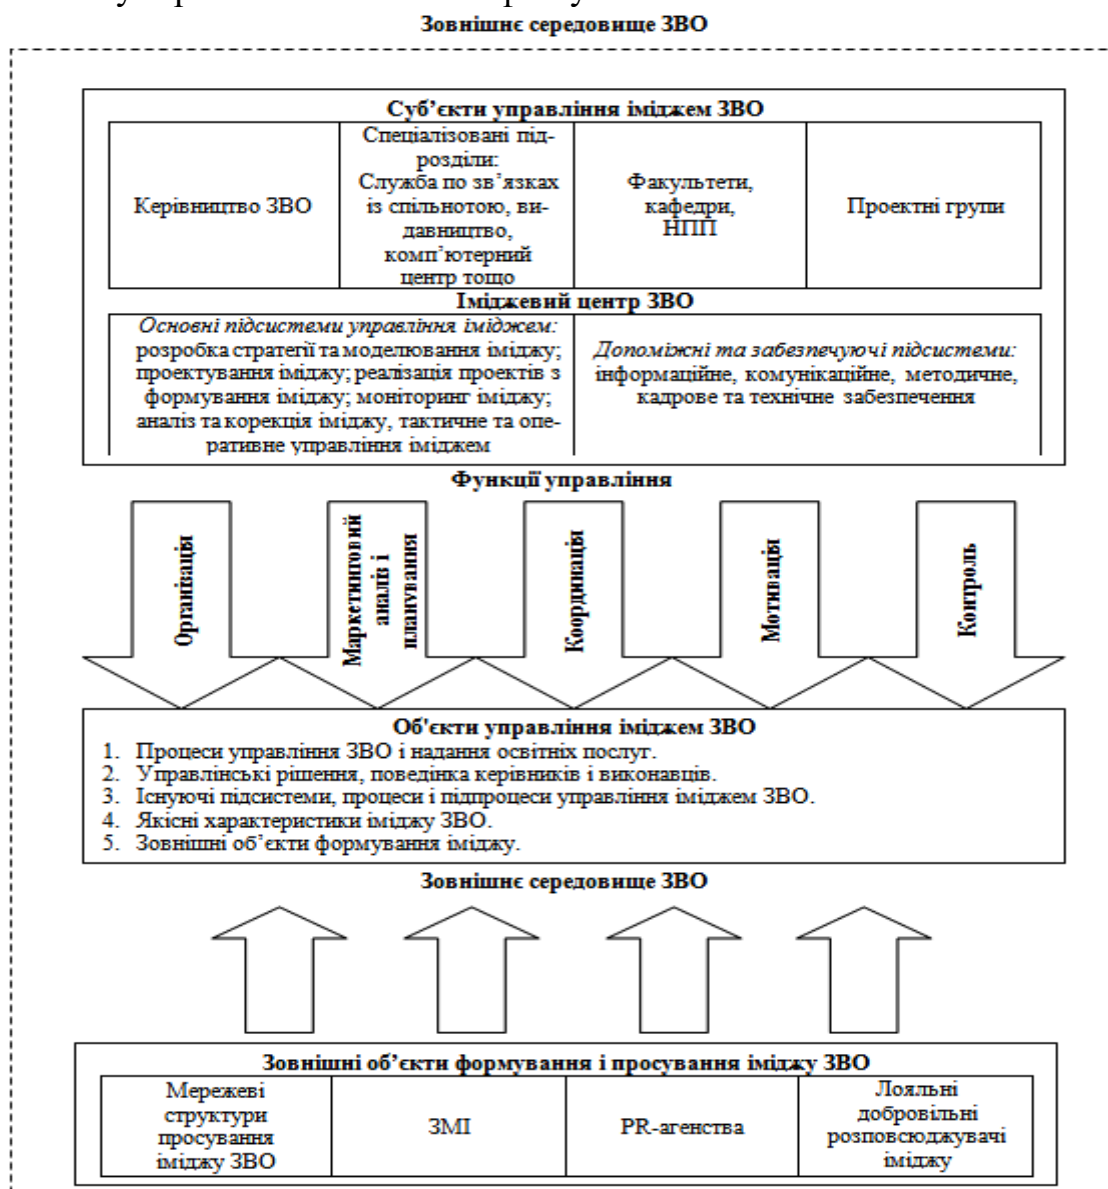 Зовнішнє середовище ЗВО
Суб’єкти управління іміджем ЗВО
Керівництво ЗВО
Спеціалізовані під-
розділи:
Служба по зв’язках
із спільнотою, ви-
давництво,
комп’ютерний
центр тощо
Факультети,
кафедри,
НПП
Проектні групи
Іміджевий центр ЗВО
Основні підсистеми управління іміджем:
розробка стратегії та моделювання іміджу;
проектування іміджу; реалізація проектів з
формування іміджу; моніторинг іміджу;
аналіз та корекція іміджу, тактичне та опе-
ративне управління іміджем
Допоміжні та забезпечуючі підсистеми:
інформаційне, комунікаційне, методичне,
кадрове та технічне забезпечення
Функції управління
Організація
Маркетинговий
аналіз і
планування
Координація
Мотивація
Контроль
Об'єкти управління іміджем ЗВО
1. Процеси управління ЗВО і надання освітніх послуг.
2. Управлінські рішення, поведінка керівників і виконавців.
3. Існуючі підсистеми, процеси і підпроцеси управління іміджем ЗВО.
4. Якісні характеристики іміджу ЗВО.
5. Зовнішні об’єкти формування іміджу.
Зовнішнє середовище ЗВО
Зовнішні об’єкти формування і просування іміджу ЗВО
Мережеві
структури
просування
іміджу ЗВО
ЗМІ
PR-агенства
Лояльні
добровільні
розповсюджувачі
іміджу